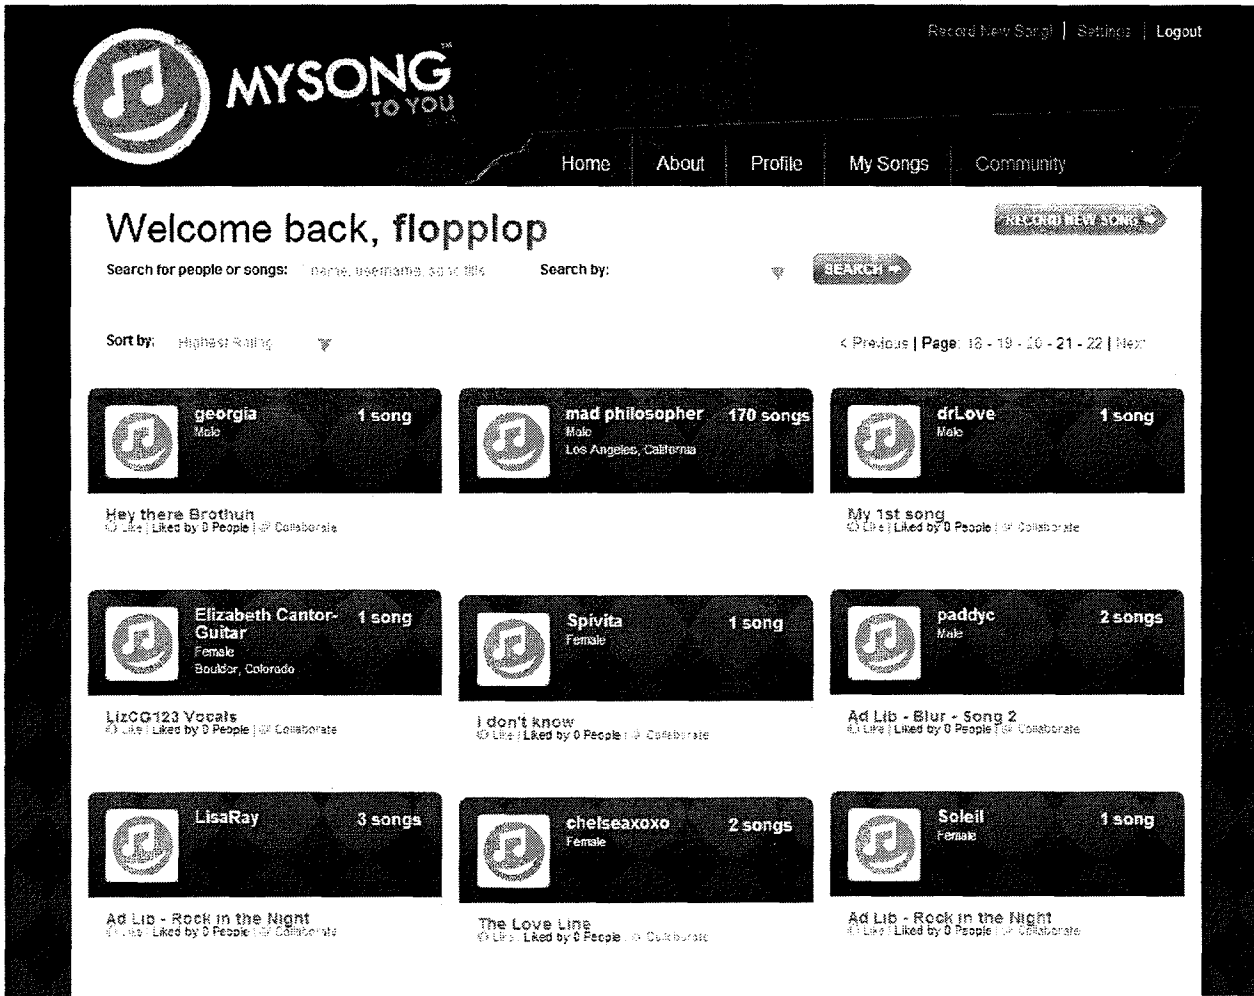 Record New Song! | Settings | Logout
MYSONG™
TO YOU
Home About Profile My Songs Community
Welcome back, flopplop
RECORD NEW SONG
Search for people or songs: name, username, song title Search by: SEARCH
Sort by: Highest Rating < Previous | Page: 18 - 19 - 20 - 21 - 22 | Next
georgia 1 song
Male
mad philosopher 170 songs
Male
Los Angeles, California
drLove 1 song
Male
Hey there Brothuh
Like | Liked by 0 People | Collaborate
My 1st song
Like | Liked by 0 People | Collaborate
Elizabeth Cantor- 1 song
Guitar
Female
Boulder, Colorado
Spivita 1 song
Female
paddyc 2 songs
Male
LizCG123 Vocals
Like | Liked by 0 People | Collaborate
i don't know
Like | Liked by 0 People | Collaborate
Ad Lib - Blur - Song 2
Like | Liked by 0 People | Collaborate
LisaRay 3 songs
chelseaxoxo 2 songs
Female
Soleil 1 song
Female
Ad Lib - Rock in the Night
Like | Liked by 0 People | Collaborate
The Love Line
Like | Liked by 0 People | Collaborate
Ad Lib - Rock in the Night
Like | Liked by 0 People | Collaborate